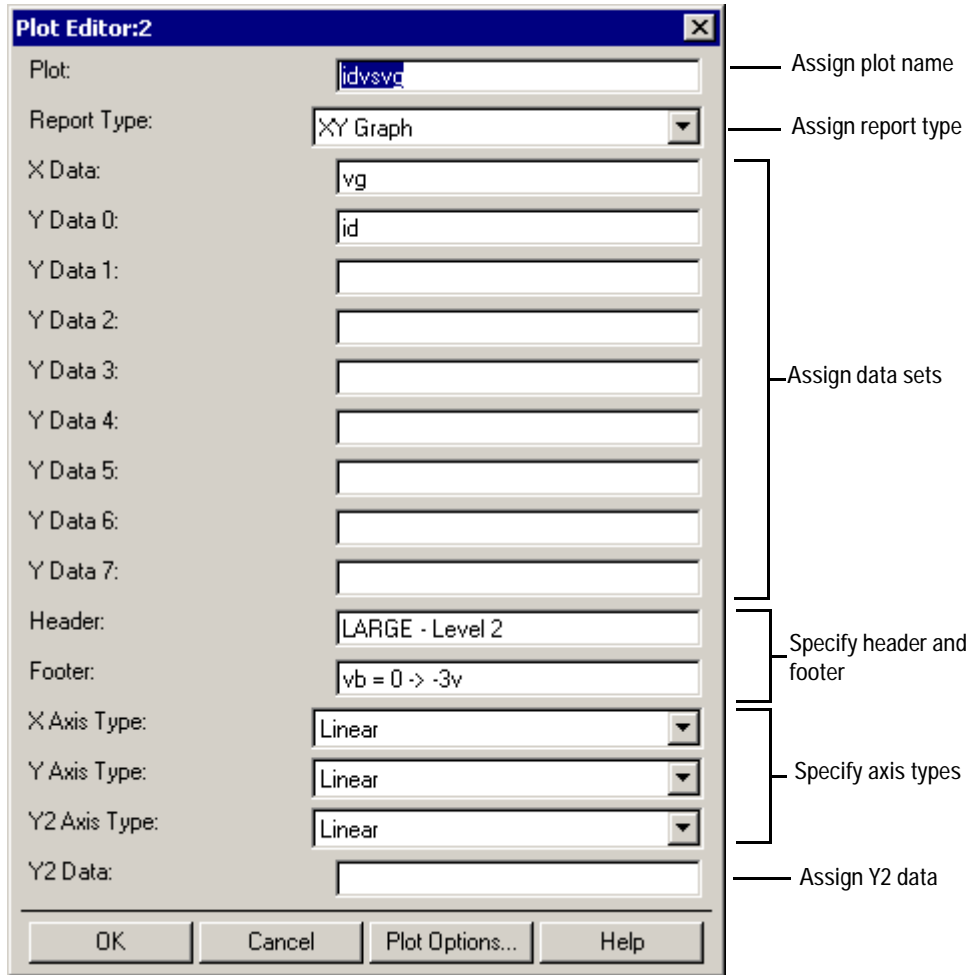 Plot Editor:2
Plot: idvsvg
Assign plot name
Report Type: XY Graph
Assign report type
X Data: vg
Y Data 0: id
Y Data 1:
Y Data 2:
Y Data 3:
Y Data 4:
Y Data 5:
Y Data 6:
Y Data 7:
Assign data sets
Header: LARGE - Level 2
Footer: vb = 0 -> -3v
Specify header and
footer
X Axis Type: Linear
Y Axis Type: Linear
Y2 Axis Type: Linear
Specify axis types
Y2 Data:
Assign Y2 data
OK Cancel Plot Options... Help